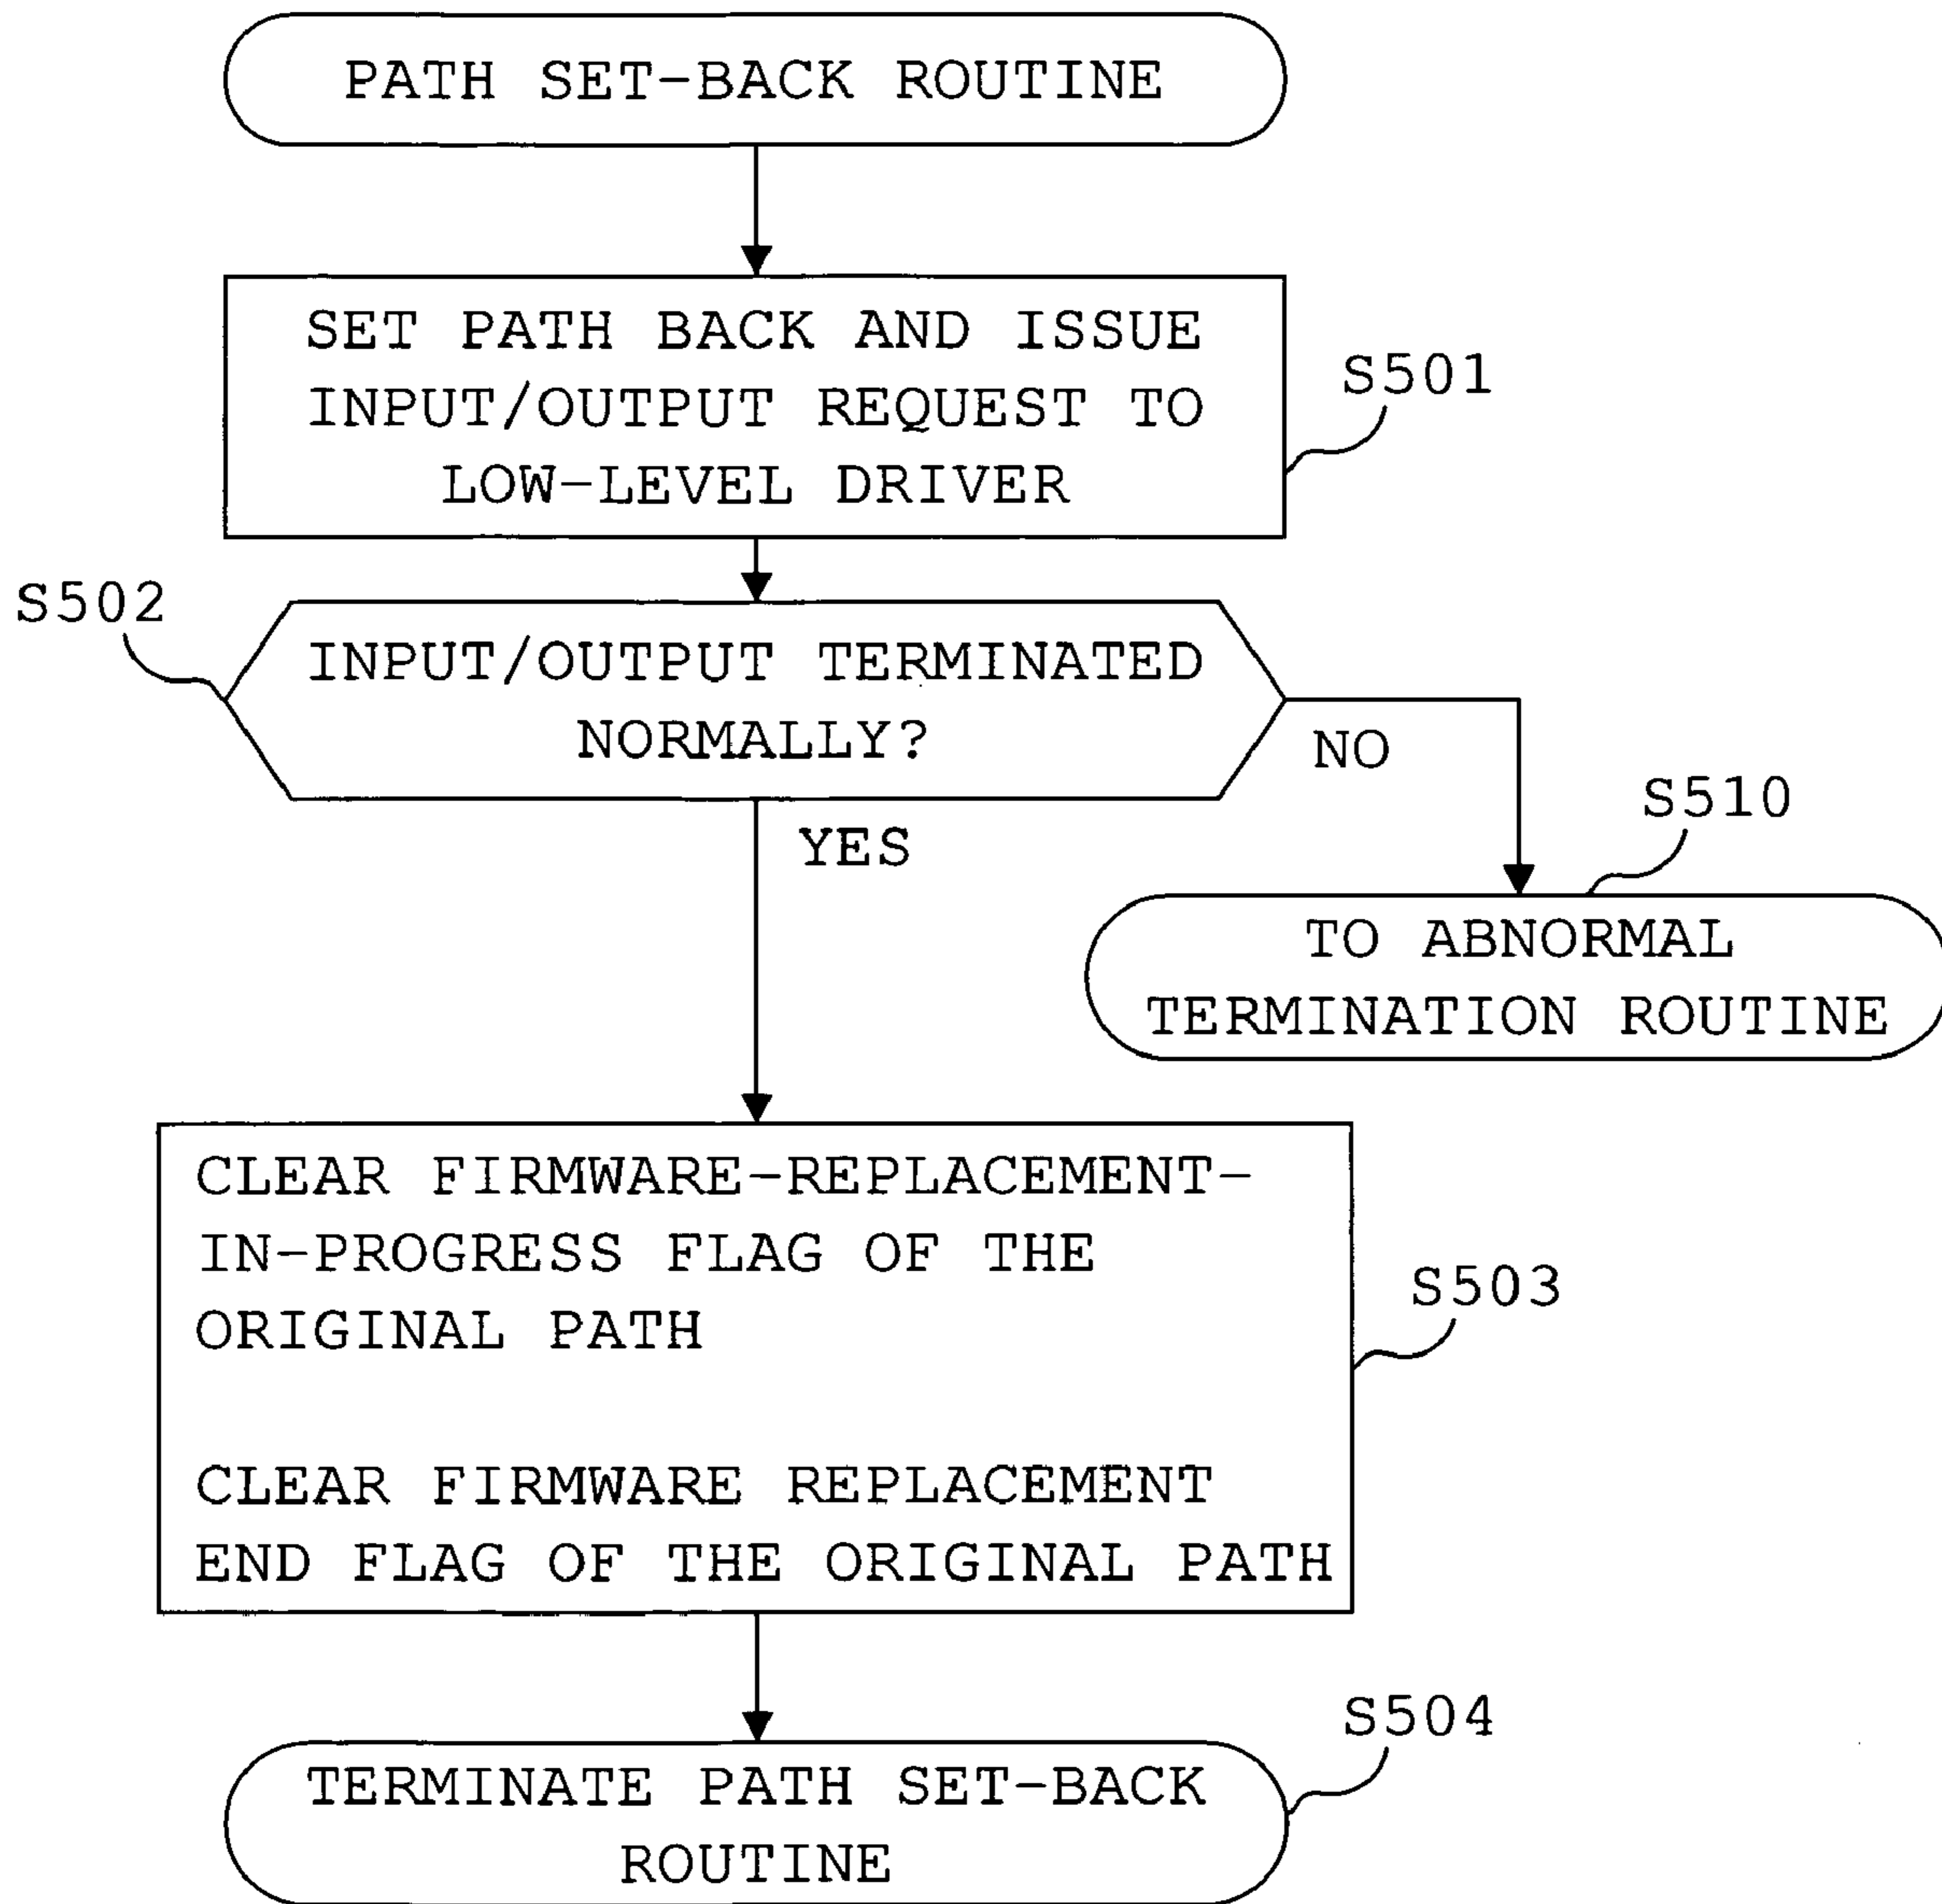 PATH SET-BACK ROUTINE
SET PATH BACK AND ISSUE
INPUT/OUTPUT REQUEST TO
LOW-LEVEL DRIVER
S501
S502
INPUT/OUTPUT TERMINATED
NORMALLY?
NO
YES
S510
TO ABNORMAL
TERMINATION ROUTINE
CLEAR FIRMWARE-REPLACEMENT-
IN-PROGRESS FLAG OF THE
ORIGINAL PATH
CLEAR FIRMWARE REPLACEMENT
END FLAG OF THE ORIGINAL PATH
S503
S504
TERMINATE PATH SET-BACK
ROUTINE